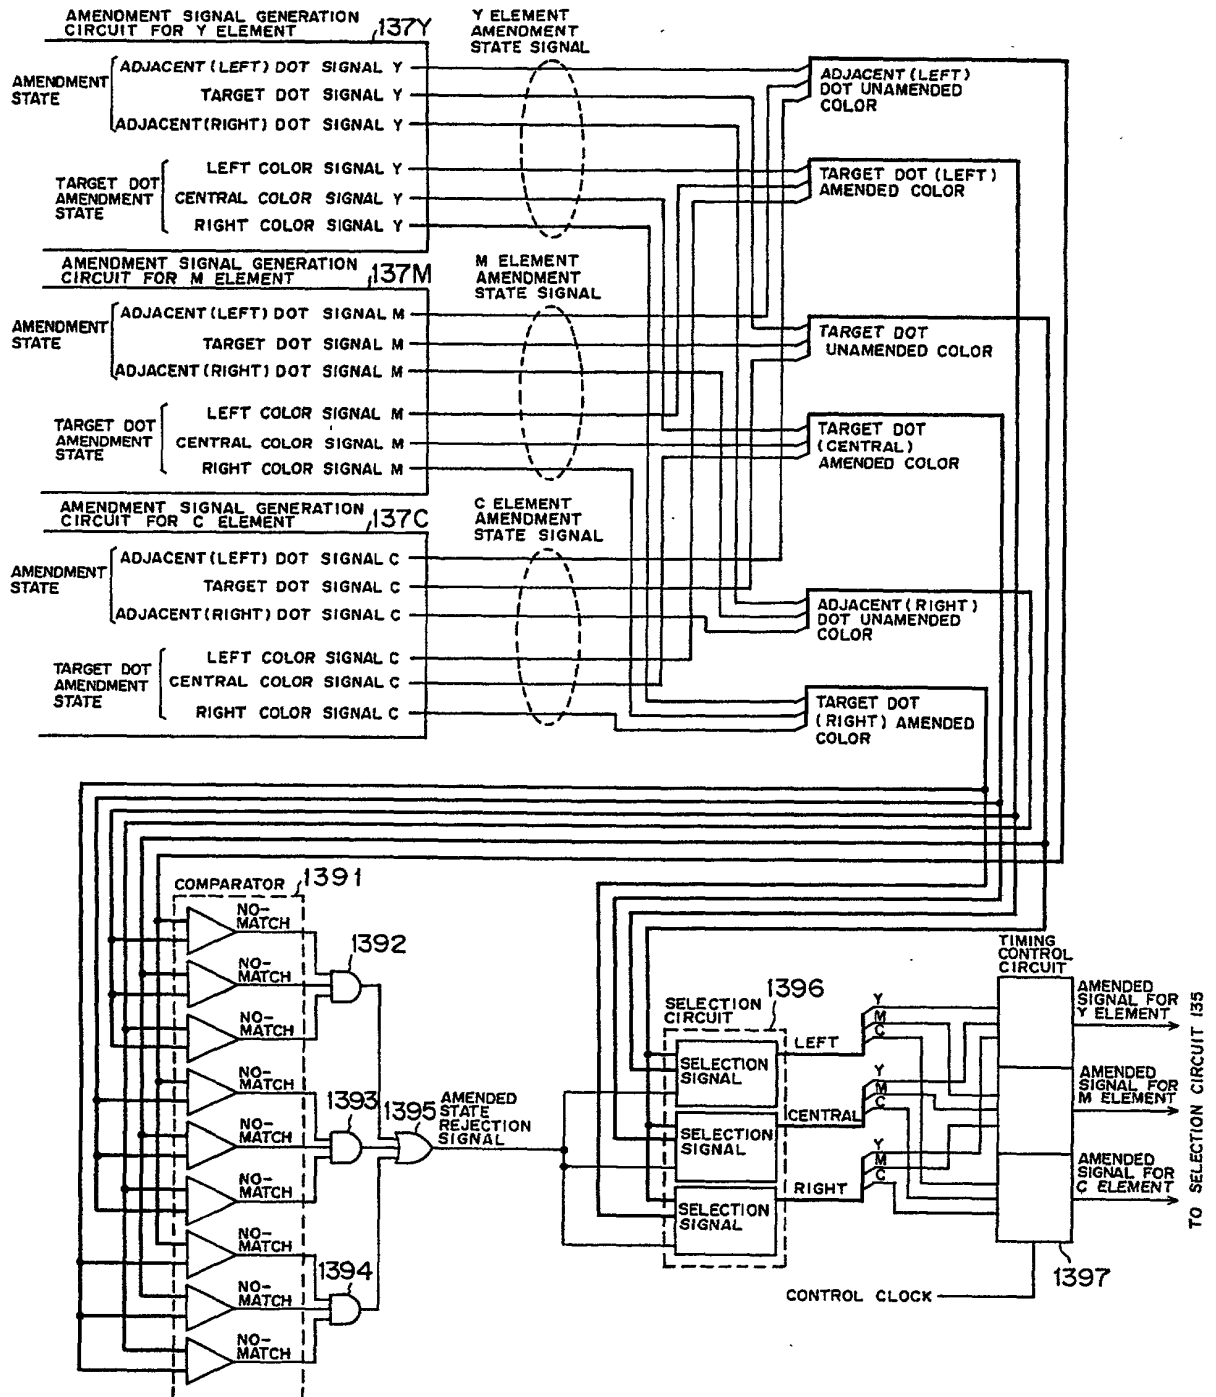 AMENDMENT SIGNAL GENERATION
CIRCUIT FOR Y ELEMENT
137Y
AMENDMENT
STATE
ADJACENT (LEFT) DOT SIGNAL Y
TARGET DOT SIGNAL Y
ADJACENT (RIGHT) DOT SIGNAL Y
TARGET DOT
AMENDMENT
STATE
LEFT COLOR SIGNAL Y
CENTRAL COLOR SIGNAL Y
RIGHT COLOR SIGNAL Y
Y ELEMENT
AMENDMENT
STATE SIGNAL
AMENDMENT SIGNAL GENERATION
CIRCUIT FOR M ELEMENT
137M
AMENDMENT
STATE
ADJACENT (LEFT) DOT SIGNAL M
TARGET DOT SIGNAL M
ADJACENT (RIGHT) DOT SIGNAL M
TARGET DOT
AMENDMENT
STATE
LEFT COLOR SIGNAL M
CENTRAL COLOR SIGNAL M
RIGHT COLOR SIGNAL M
M ELEMENT
AMENDMENT
STATE SIGNAL
AMENDMENT SIGNAL GENERATION
CIRCUIT FOR C ELEMENT
137C
AMENDMENT
STATE
ADJACENT (LEFT) DOT SIGNAL C
TARGET DOT SIGNAL C
ADJACENT (RIGHT) DOT SIGNAL C
TARGET DOT
AMENDMENT
STATE
LEFT COLOR SIGNAL C
CENTRAL COLOR SIGNAL C
RIGHT COLOR SIGNAL C
C ELEMENT
AMENDMENT
STATE SIGNAL
ADJACENT (LEFT)
DOT UNAMENDED
COLOR
TARGET DOT (LEFT)
AMENDED COLOR
TARGET DOT
UNAMENDED COLOR
TARGET DOT
(CENTRAL)
AMENDED COLOR
ADJACENT (RIGHT)
DOT UNAMENDED
COLOR
TARGET DOT
(RIGHT) AMENDED
COLOR
COMPARATOR
1391
NO-
MATCH
NO-
MATCH
NO-
MATCH
NO-
MATCH
NO-
MATCH
NO-
MATCH
NO-
MATCH
NO-
MATCH
NO-
MATCH
1392
1393
1394
1395
AMENDED
STATE
REJECTION
SIGNAL
SELECTION
CIRCUIT
1396
SELECTION
SIGNAL
SELECTION
SIGNAL
SELECTION
SIGNAL
LEFT
CENTRAL
RIGHT
Y
M
C
Y
M
C
Y
M
C
TIMING
CONTROL
CIRCUIT
AMENDED
SIGNAL FOR
Y ELEMENT
AMENDED
SIGNAL FOR
M ELEMENT
AMENDED
SIGNAL FOR
C ELEMENT
TO SELECTION CIRCUIT 135
1397
CONTROL CLOCK